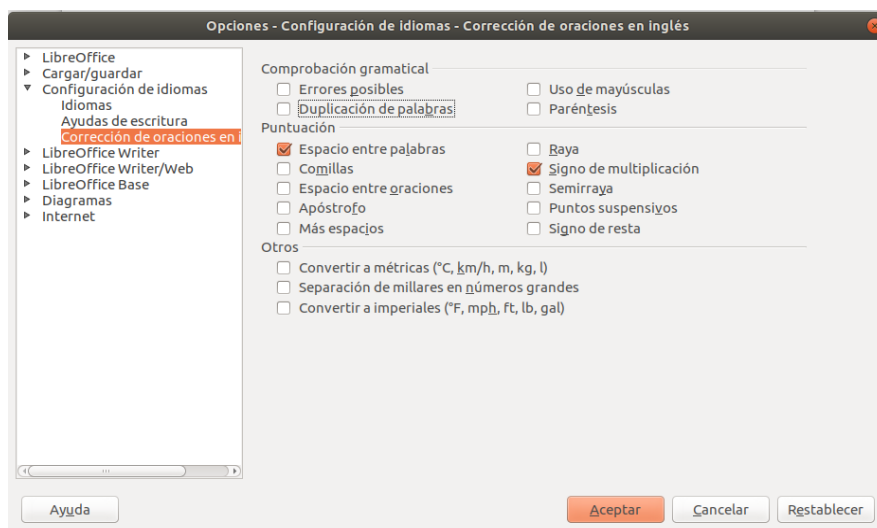 Opciones - Configuración de idiomas - Corrección de oraciones en inglés
LibreOffice
Cargar/guardar
Configuración de idiomas
Idiomas
Ayudas de escritura
Corrección de oraciones en i
LibreOffice Writer
LibreOffice Writer/Web
LibreOffice Base
Diagramas
Internet
Comprobación gramatical
Errores posibles
Uso de mayúsculas
Duplicación de palabras
Paréntesis
Puntuación
Espacio entre palabras
Raya
Comillas
Signo de multiplicación
Espacio entre oraciones
Semirraya
Apóstrofo
Puntos suspensivos
Más espacios
Signo de resta
Otros
Convertir a métricas (°C, km/h, m, kg, l)
Separación de millares en números grandes
Convertir a imperiales (°F, mph, ft, lb, gal)
Ayuda
Aceptar
Cancelar
Restablecer